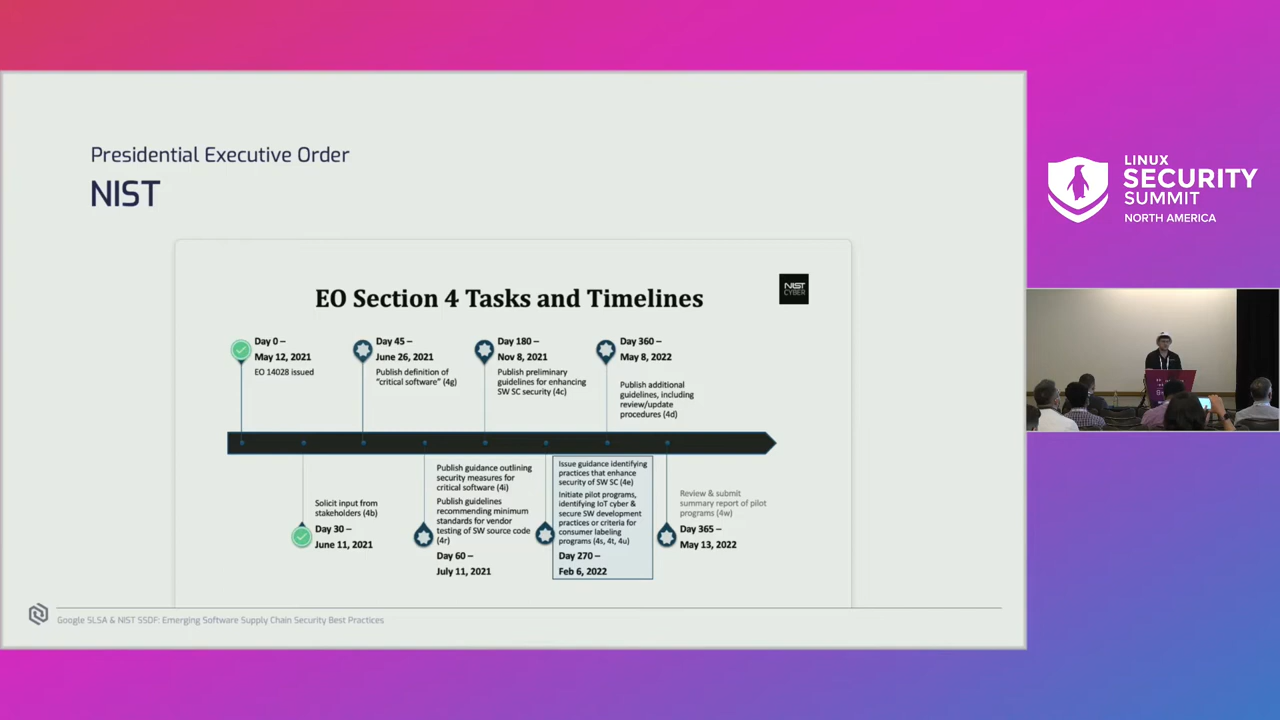 Presidential Executive Order
NIST
EO Section 4 Tasks and Timelines
NIST
CYBER
Day 0 –
May 12, 2021
EO 14028 issued
Day 45 –
June 26, 2021
Publish definition of
“critical software” (4g)
Day 180 –
Nov 8, 2021
Publish preliminary
guidelines for enhancing
SW SC security (4c)
Day 360 –
May 8, 2022
Publish additional
guidelines, including
review/update
procedures (4d)
Solicit input from
stakeholders (4b)
Day 30 –
June 11, 2021
Publish guidance outlining
security measures for
critical software (4i)
Publish guidelines
recommending minimum
standards for vendor
testing of SW source code
(4r)
Day 60 –
July 11, 2021
Issue guidance identifying
practices that enhance
security of SW SC (4e)
Initiate pilot programs,
identifying IoT cyber &
secure SW development
practices or criteria for
consumer labeling
programs (4s, 4t, 4u)
Day 270 –
Feb 6, 2022
Review & submit
summary report of pilot
programs (4w)
Day 365 –
May 13, 2022
Google SLSA & NIST SSDF: Emerging Software Supply Chain Security Best Practices
LINUX
SECURITY
SUMMIT
NORTH AMERICA